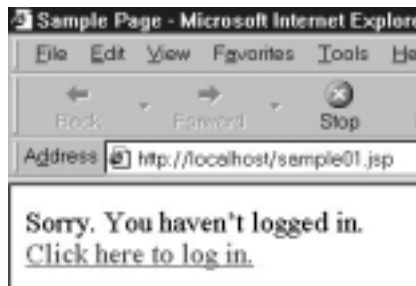 Sample Page - Microsoft Internet Explore
File Edit View Favorites Tools He
Back Forward Stop
Address http://localhost/sample01.jsp
Sorry. You haven't logged in.
Click here to log in.